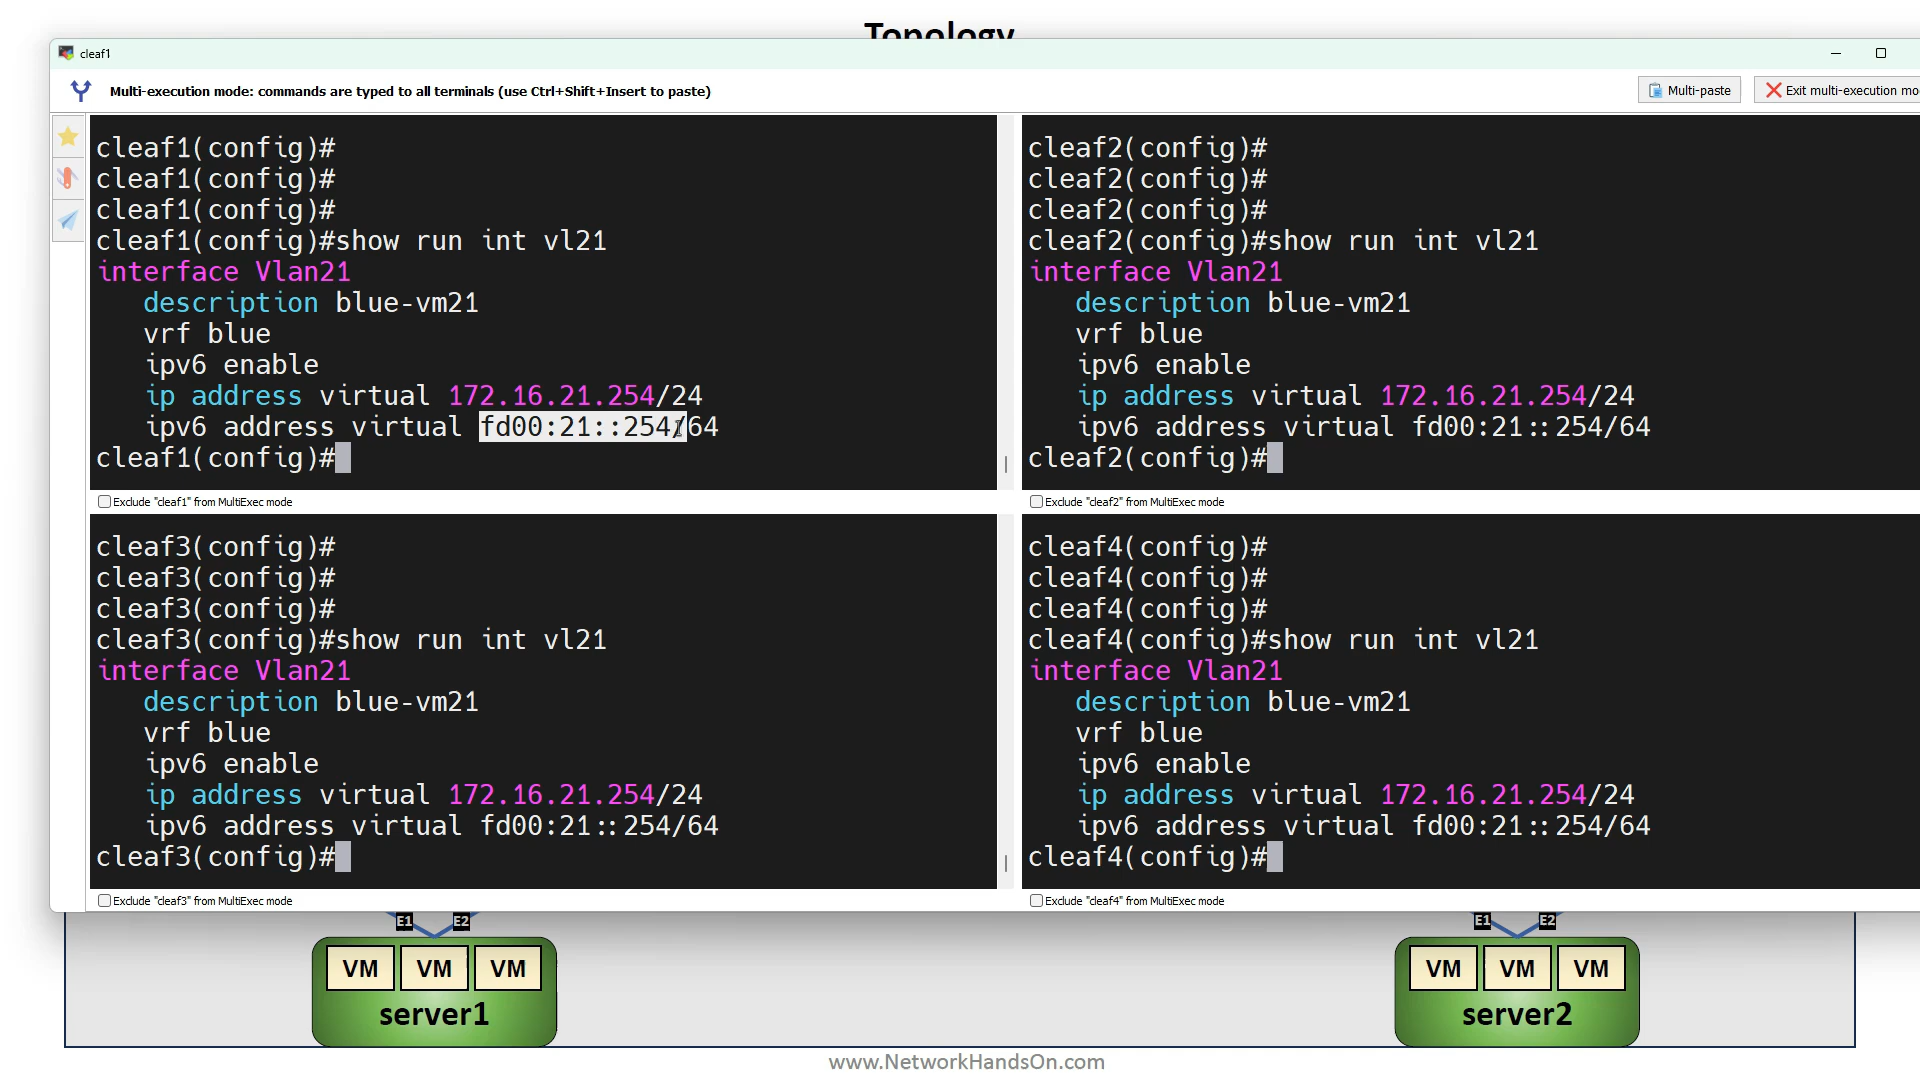 Topology
cleaf1
Multi-execution mode: commands are typed to all terminals (use Ctrl+Shift+Insert to paste)
Multi-paste
Exit multi-execution mo
cleaf1(config)#
cleaf1(config)#
cleaf1(config)#
cleaf1(config)#show run int vl21
interface Vlan21
   description blue-vm21
   vrf blue
   ipv6 enable
   ip address virtual 172.16.21.254/24
   ipv6 address virtual fd00:21::254/64
cleaf1(config)#
Exclude "cleaf1" from MultiExec mode
cleaf2(config)#
cleaf2(config)#
cleaf2(config)#
cleaf2(config)#show run int vl21
interface Vlan21
   description blue-vm21
   vrf blue
   ipv6 enable
   ip address virtual 172.16.21.254/24
   ipv6 address virtual fd00:21::254/64
cleaf2(config)#
Exclude "cleaf2" from MultiExec mode
cleaf3(config)#
cleaf3(config)#
cleaf3(config)#
cleaf3(config)#show run int vl21
interface Vlan21
   description blue-vm21
   vrf blue
   ipv6 enable
   ip address virtual 172.16.21.254/24
   ipv6 address virtual fd00:21::254/64
cleaf3(config)#
Exclude "cleaf3" from MultiExec mode
cleaf4(config)#
cleaf4(config)#
cleaf4(config)#
cleaf4(config)#show run int vl21
interface Vlan21
   description blue-vm21
   vrf blue
   ipv6 enable
   ip address virtual 172.16.21.254/24
   ipv6 address virtual fd00:21::254/64
cleaf4(config)#
Exclude "cleaf4" from MultiExec mode
E1 E2
VM VM VM
server1
E1 E2
VM VM VM
server2
www.NetworkHandsOn.com